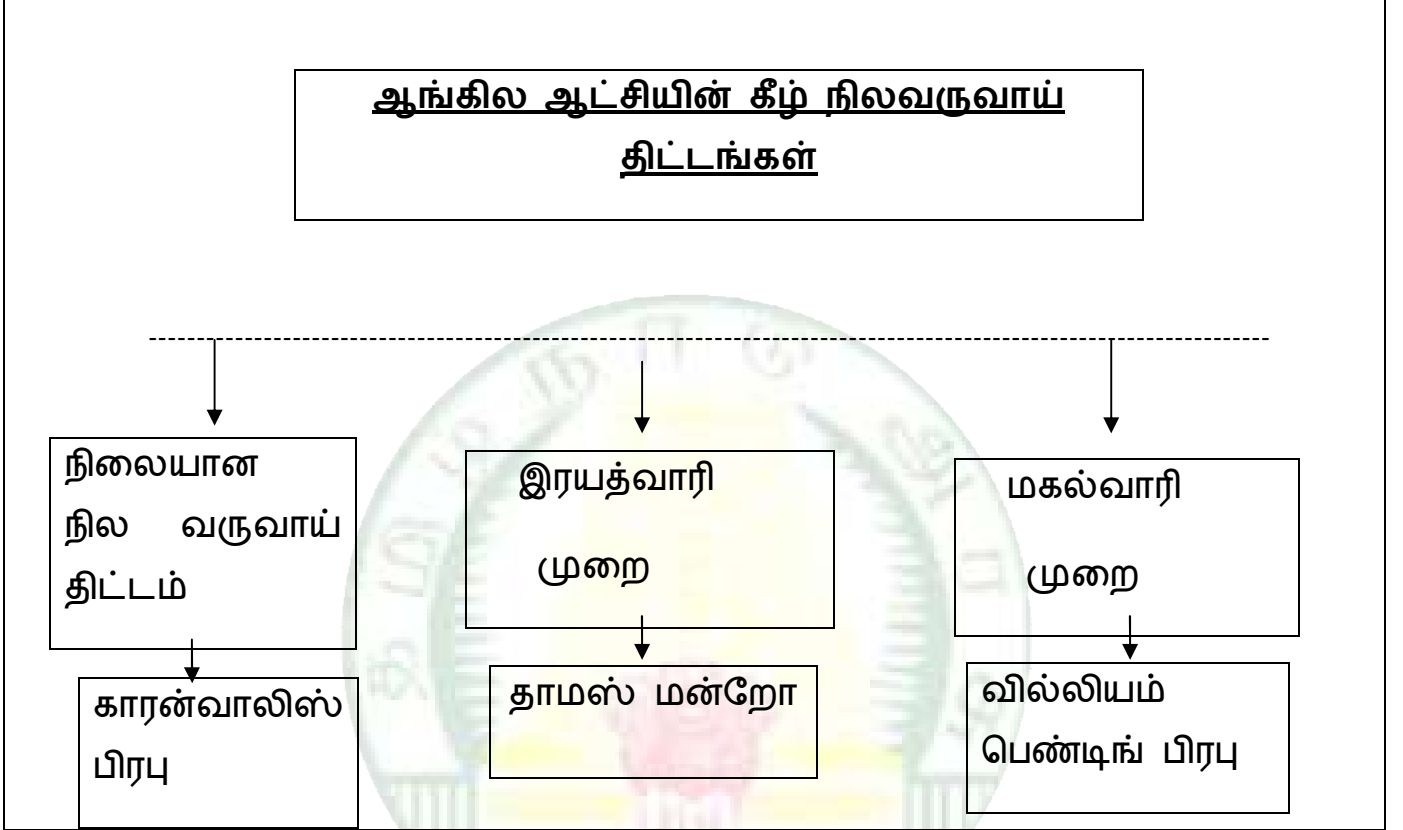 ஆங்கில ஆட்சியின் கீழ் நிலவருவாய்
திட்டங்கள்
நிலையான
நில வருவாய்
திட்டம்
காரன்வாலிஸ்
பிரபு
இரயத்வாரி
முறை
தாமஸ் மன்றோ
மகல்வாரி
முறை
வில்லியம்
பெண்டிங் பிரபு